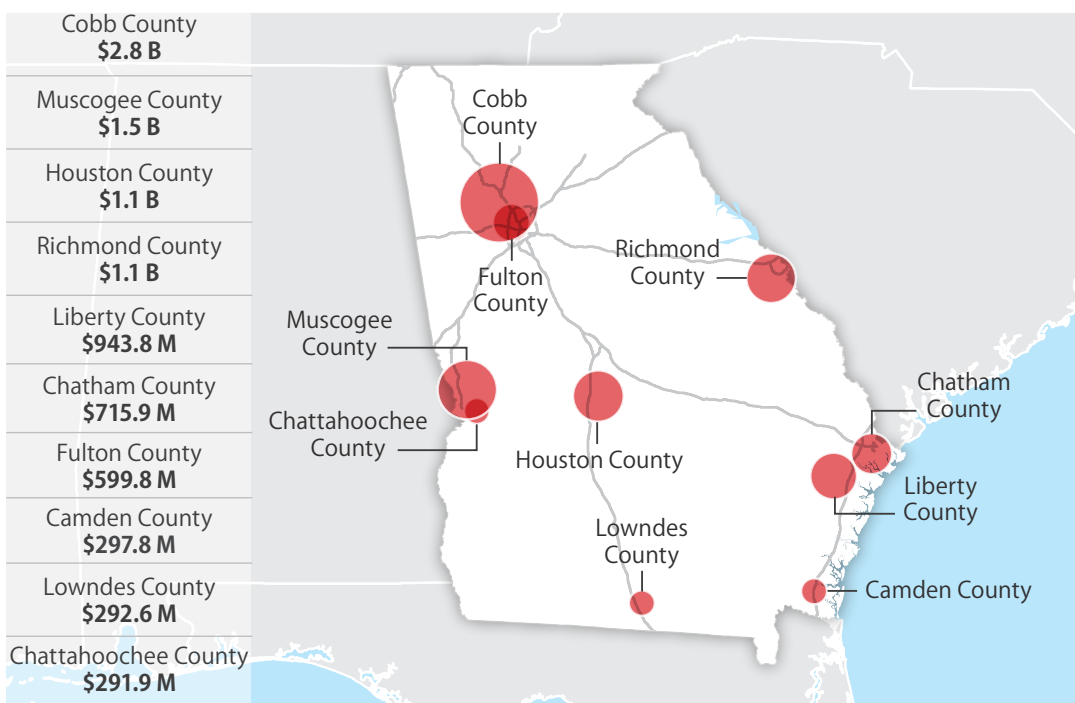 Cobb County
$2.8 B
Muscogee County
$1.5 B
Houston County
$1.1 B
Richmond County
$1.1 B
Liberty County
$943.8 M
Chatham County
$715.9 M
Fulton County
$599.8 M
Camden County
$297.8 M
Lowndes County
$292.6 M
Chattahoochee County
$291.9 M
Cobb
County
Richmond
County
Fulton
County
Muscogee
County
Chatham
County
Chattahoochee
County
Houston County
Liberty
County
Lowndes
County
Camden County